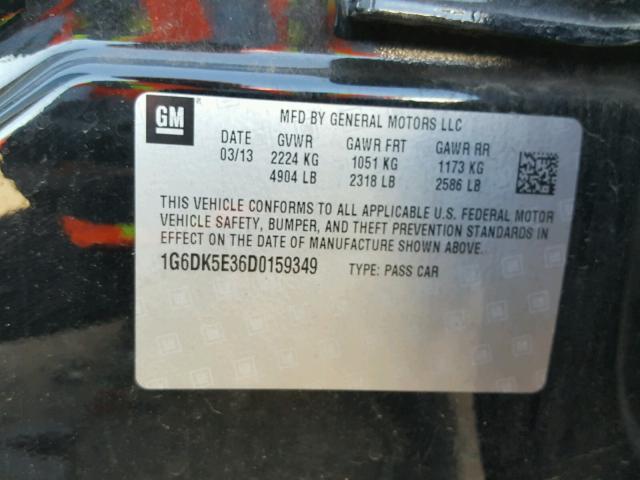 GM
MFD BY GENERAL MOTORS LLC
DATE GVWR GAWR FRT GAWR RR
03/13 2224 KG 1051 KG 1173 KG
4904 LB 2318 LB 2586 LB
THIS VEHICLE CONFORMS TO ALL APPLICABLE U.S. FEDERAL MOTOR
VEHICLE SAFETY, BUMPER, AND THEFT PREVENTION STANDARDS IN
EFFECT ON THE DATE OF MANUFACTURE SHOWN ABOVE.
1G6DK5E36D0159349 TYPE: PASS CAR